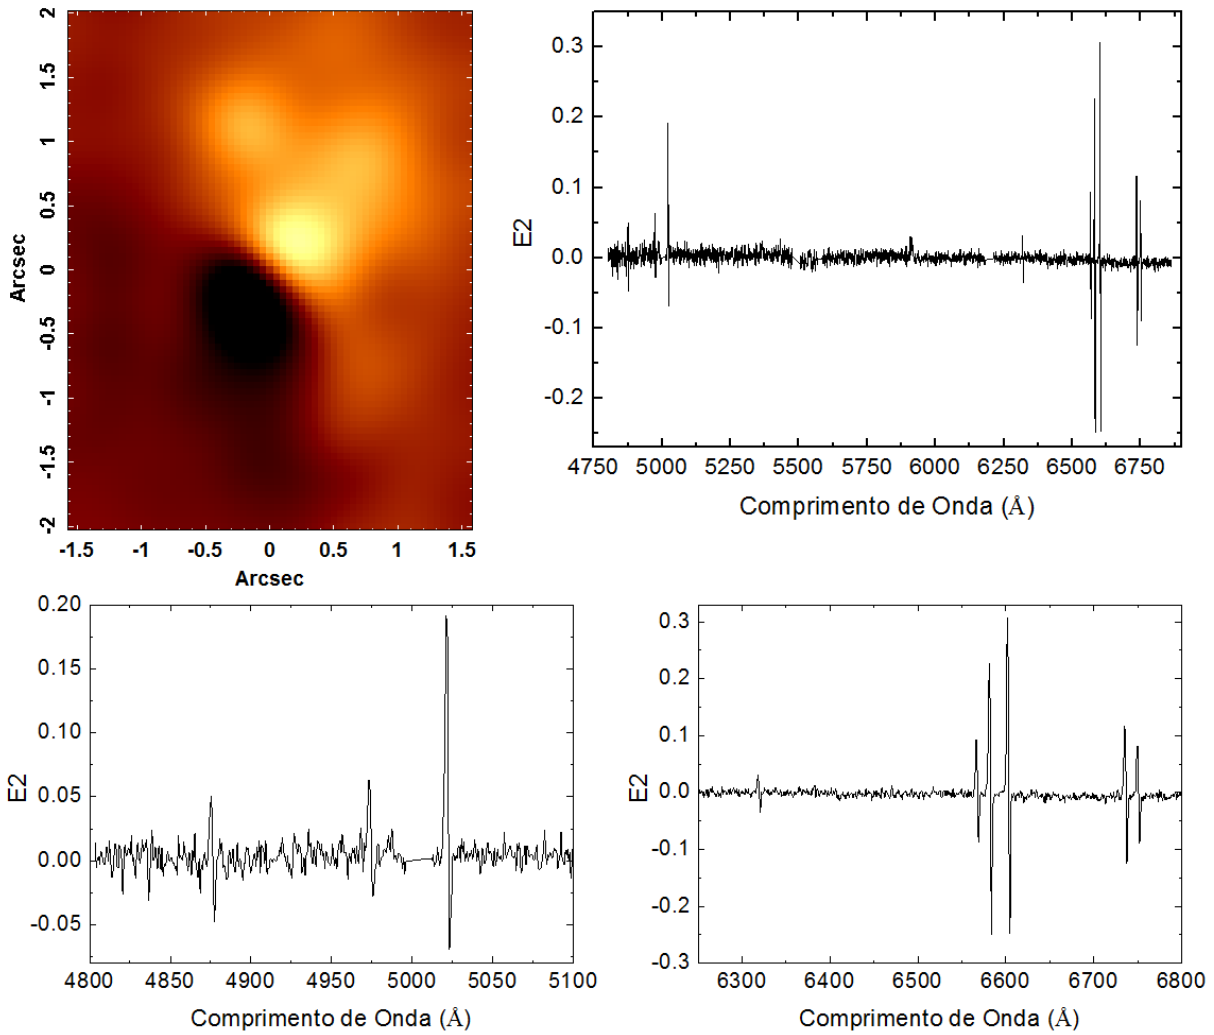 2
1.5
1
0.5
0
-0.5
-1
-1.5
-2
Arcsec
-1.5 -1 -0.5 0 0.5 1 1.5
Arcsec
0.3
0.2
0.1
0.0
-0.1
-0.2
E2
4750 5000 5250 5500 5750 6000 6250 6500 6750
Comprimento de Onda (Å)
0.20
0.15
0.10
0.05
0.00
-0.05
E2
4800 4850 4900 4950 5000 5050 5100
Comprimento de Onda (Å)
0.3
0.2
0.1
0.0
-0.1
-0.2
-0.3
E2
6300 6400 6500 6600 6700 6800
Comprimento de Onda (Å)